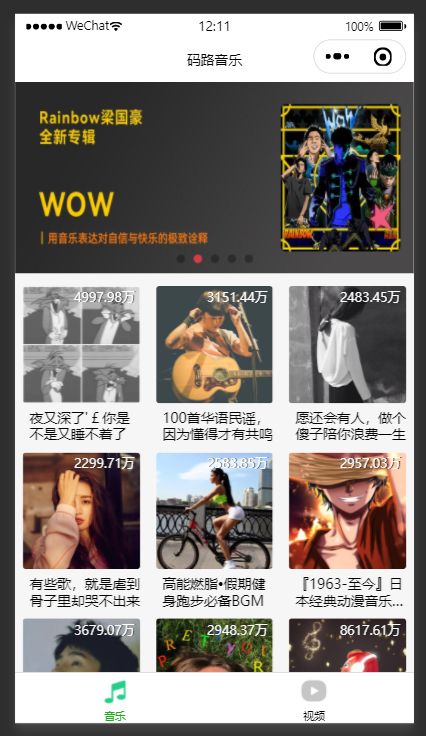 WeChat
12:11
100%
码路音乐
Rainbow梁国豪
全新专辑
WOW
用音乐表达对自信与快乐的极致诠释
WOW
RAINBOW
4997.98万
3151.44万
2483.45万
夜又深了'￡你是
不是又睡不着了
100首华语民谣，
因为懂得才有共鸣
愿还会有人，做个
傻子陪你浪费一生
2299.71万
2583.85万
2957.03万
有些歌，就是虐到
骨子里却哭不出来
高能燃脂•假期健
身跑步必备BGM
『1963-至今』日
本经典动漫音乐...
3679.07万
2948.37万
8617.61万
PRETTY GIRL
音乐
视频